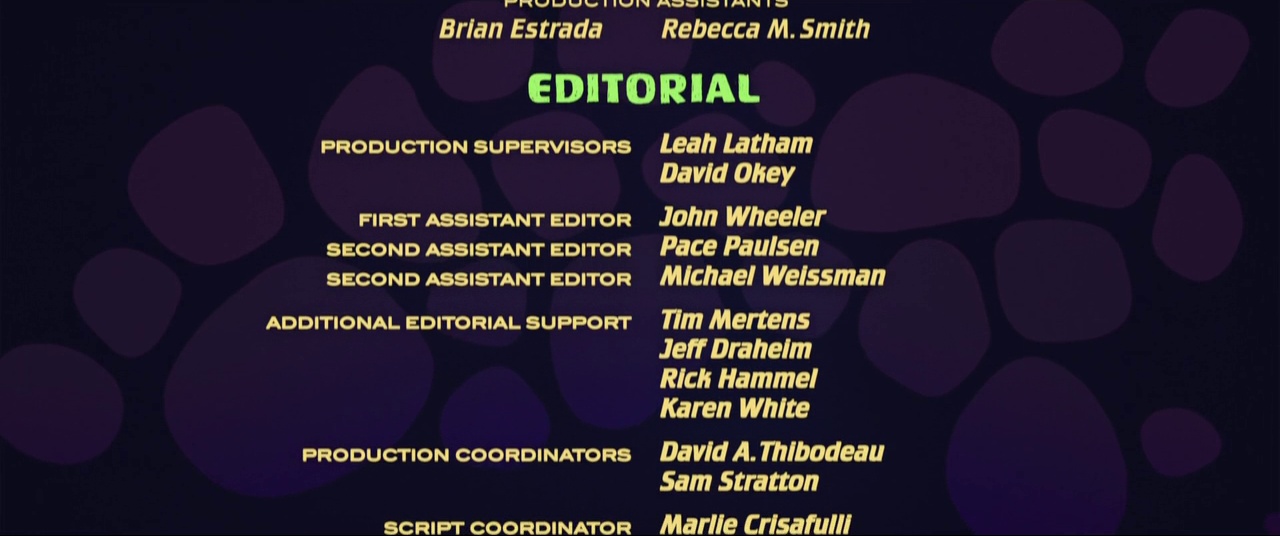 PRODUCTION ASSISTANTS
Brian Estrada Rebecca M. Smith
EDITORIAL
PRODUCTION SUPERVISORS Leah Latham
David Okey
FIRST ASSISTANT EDITOR John Wheeler
SECOND ASSISTANT EDITOR Pace Paulsen
SECOND ASSISTANT EDITOR Michael Weissman
ADDITIONAL EDITORIAL SUPPORT Tim Mertens
Jeff Draheim
Rick Hammel
Karen White
PRODUCTION COORDINATORS David A. Thibodeau
Sam Stratton
SCRIPT COORDINATOR Marlie Crisafulli